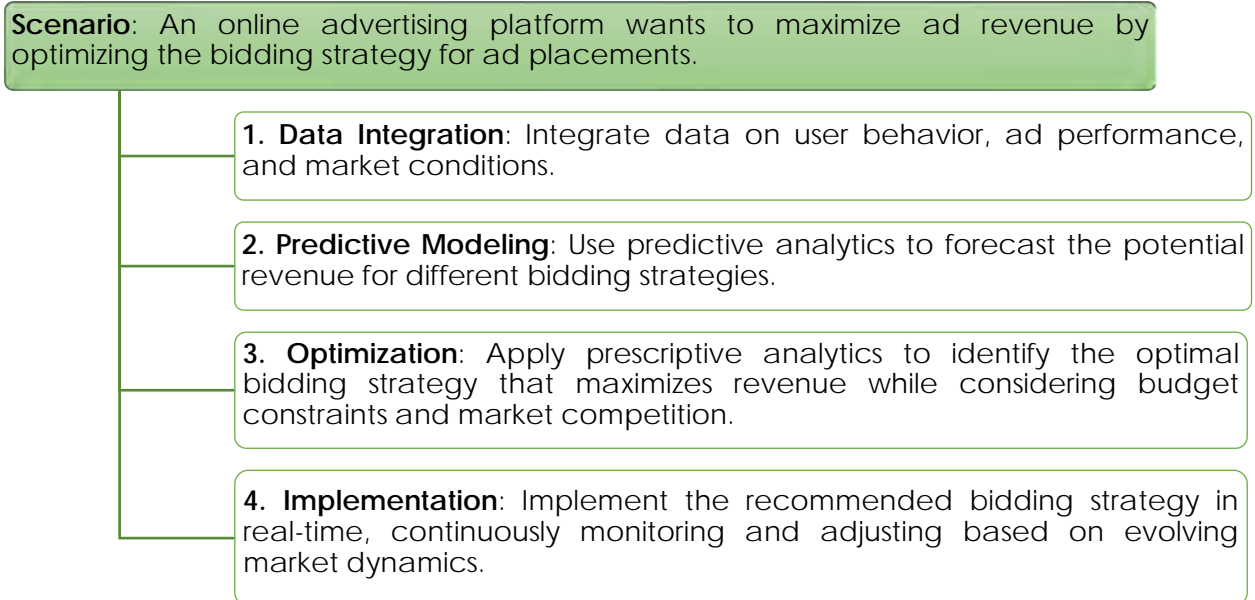 Scenario: An online advertising platform wants to maximize ad revenue by
optimizing the bidding strategy for ad placements.
1. Data Integration: Integrate data on user behavior, ad performance,
and market conditions.
2. Predictive Modeling: Use predictive analytics to forecast the potential
revenue for different bidding strategies.
3. Optimization: Apply prescriptive analytics to identify the optimal
bidding strategy that maximizes revenue while considering budget
constraints and market competition.
4. Implementation: Implement the recommended bidding strategy in
real-time, continuously monitoring and adjusting based on evolving
market dynamics.